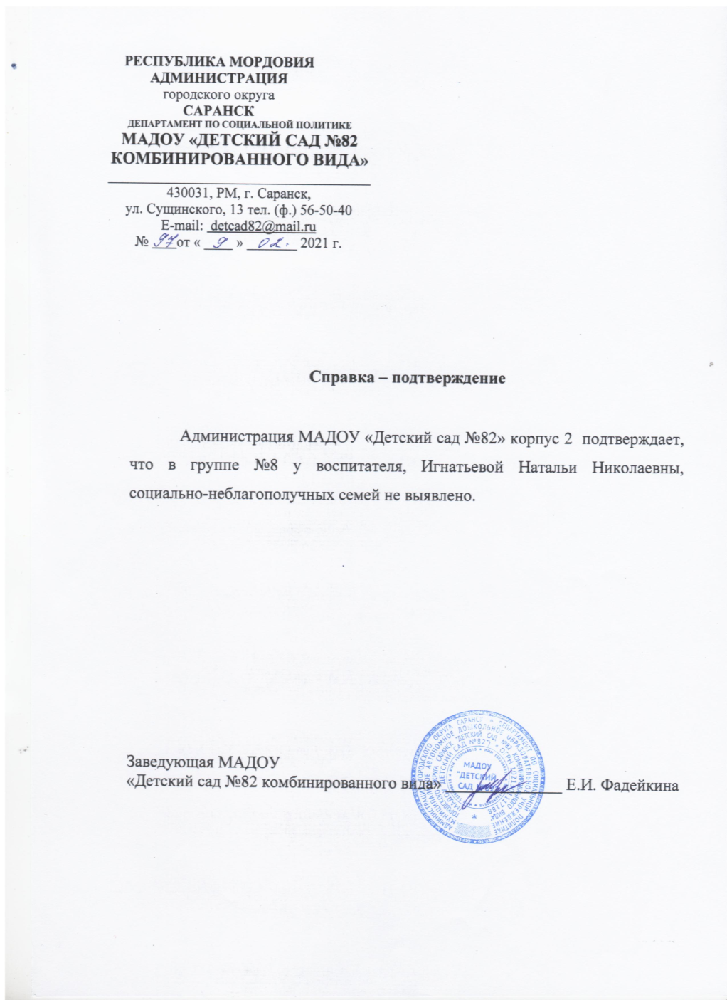 РЕСПУБЛИКА МОРДОВИЯ
АДМИНИСТРАЦИЯ
городского округа
САРАНСК
ДЕПАРТАМЕНТ ПО СОЦИАЛЬНОЙ ПОЛИТИКЕ
МАДОУ «ДЕТСКИЙ САД №82
КОМБИНИРОВАННОГО ВИДА»
430031, РМ, г. Саранск,
ул. Сущинского, 13 тел. (ф.) 56-50-40
E-mail: detcad82@mail.ru
№ 97 от « 9 » 02. 2021 г.
Справка – подтверждение
Администрация МАДОУ «Детский сад №82» корпус 2 подтверждает,
что в группе №8 у воспитателя, Игнатьевой Натальи Николаевны,
социально-неблагополучных семей не выявлено.
Заведующая МАДОУ
«Детский сад №82 комбинированного вида» Е.И. Фадейкина
МАДОУ
"ДЕТСКИЙ
САД